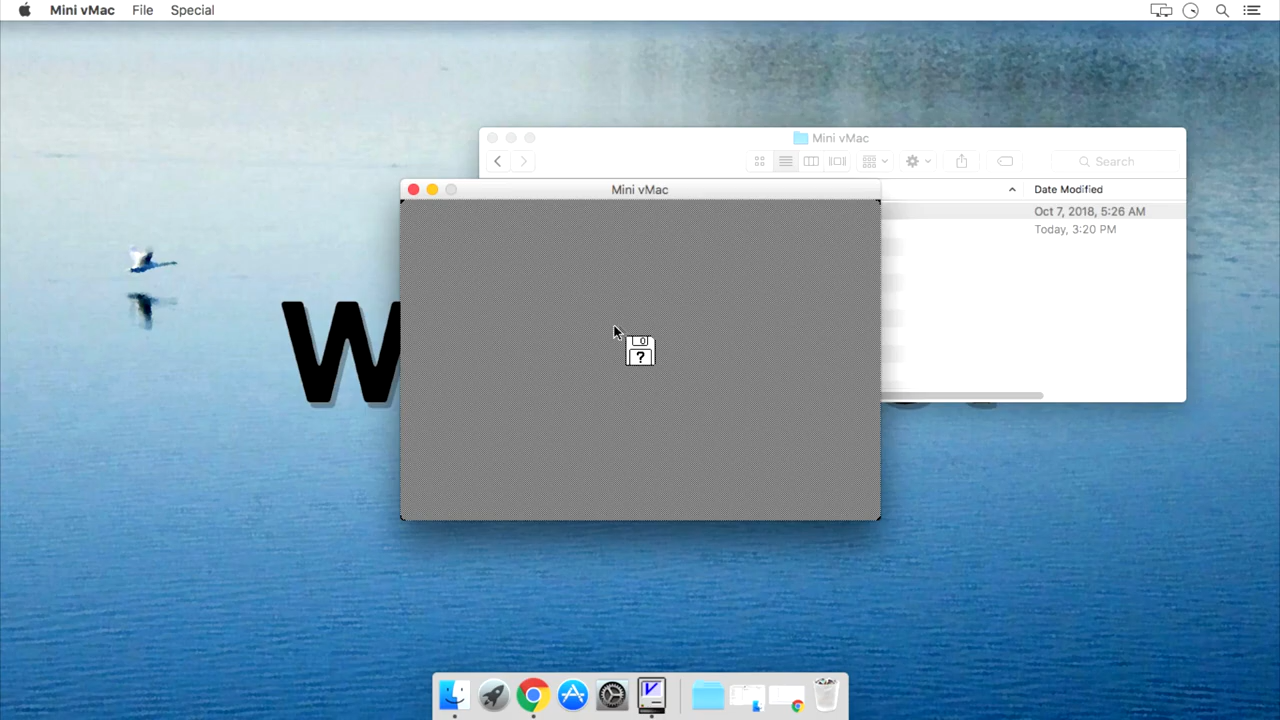 Mini vMac File Special
Mini vMac
Search
Mini vMac
Date Modified
Oct 7, 2018, 5:26 AM
Today, 3:20 PM
W
?